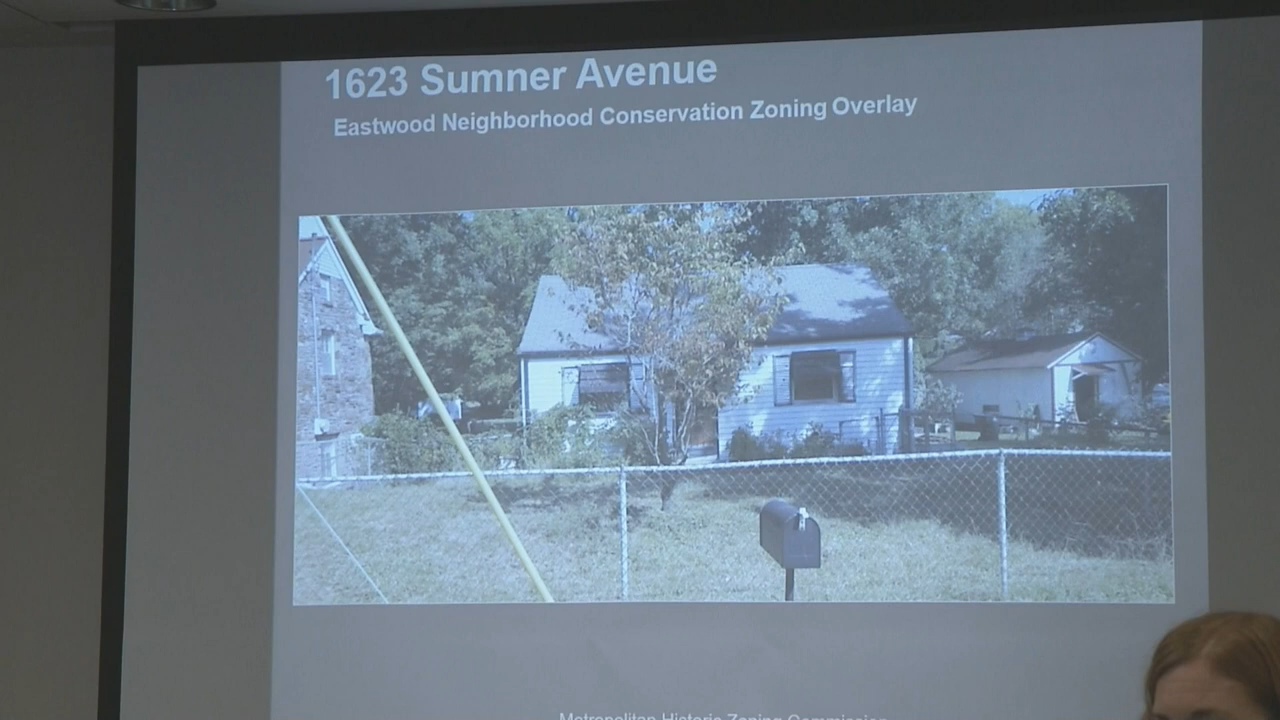 1623 Sumner Avenue
Eastwood Neighborhood Conservation Zoning Overlay
Metropolitan Historic Zoning Commission